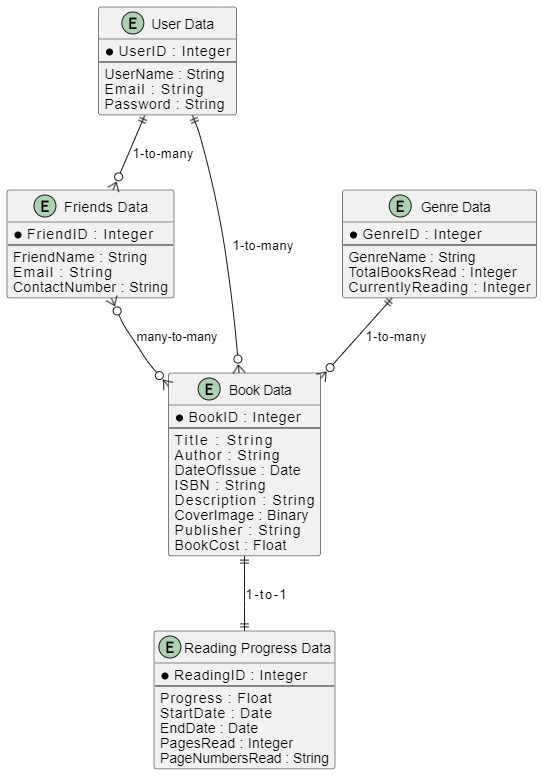 E User Data
UserID : Integer
UserName : String
Email : String
Password : String
1-to-many
E Friends Data
FriendID : Integer
FriendName : String
Email : String
ContactNumber : String
1-to-many
E Genre Data
GenreID : Integer
GenreName : String
TotalBooksRead : Integer
CurrentlyReading : Integer
many-to-many
1-to-many
E Book Data
BookID : Integer
Title : String
Author : String
DateOfIssue : Date
ISBN : String
Description : String
CoverImage : Binary
Publisher : String
BookCost : Float
1-to-1
E Reading Progress Data
ReadingID : Integer
Progress : Float
StartDate : Date
EndDate : Date
PagesRead : Integer
PageNumbersRead : String